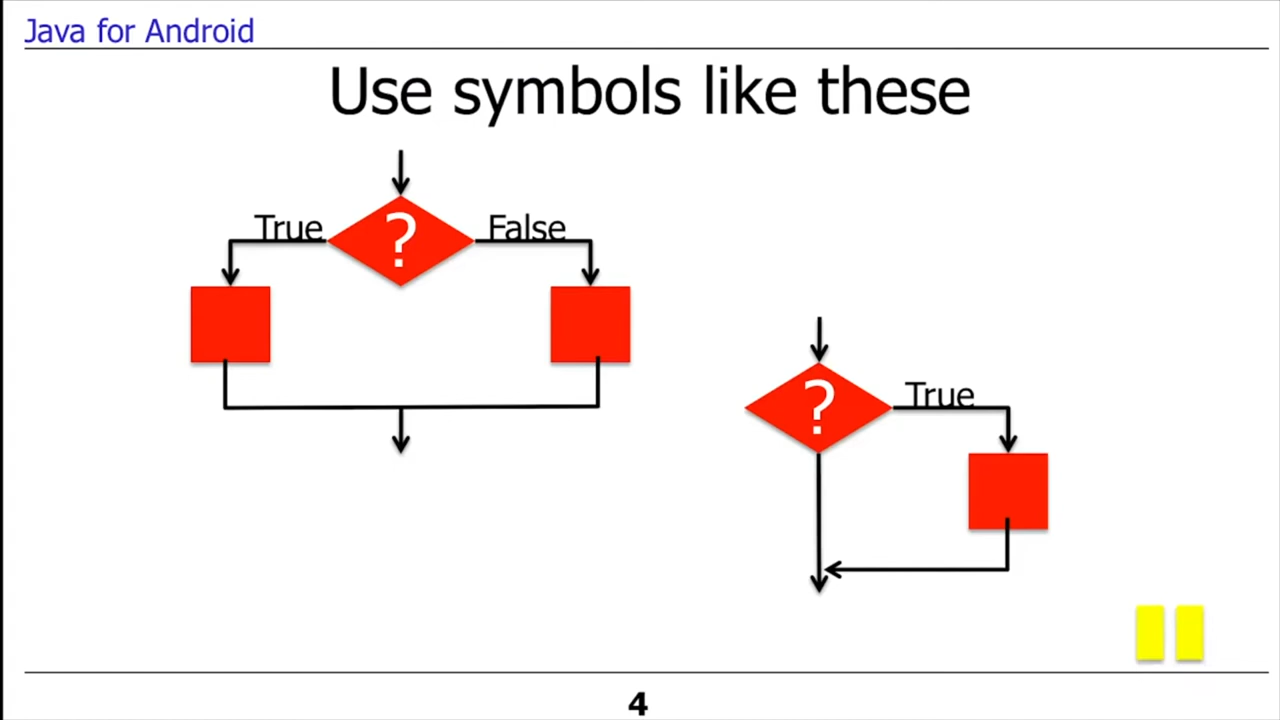 Java for Android
Use symbols like these
True
?
False
?
True
4